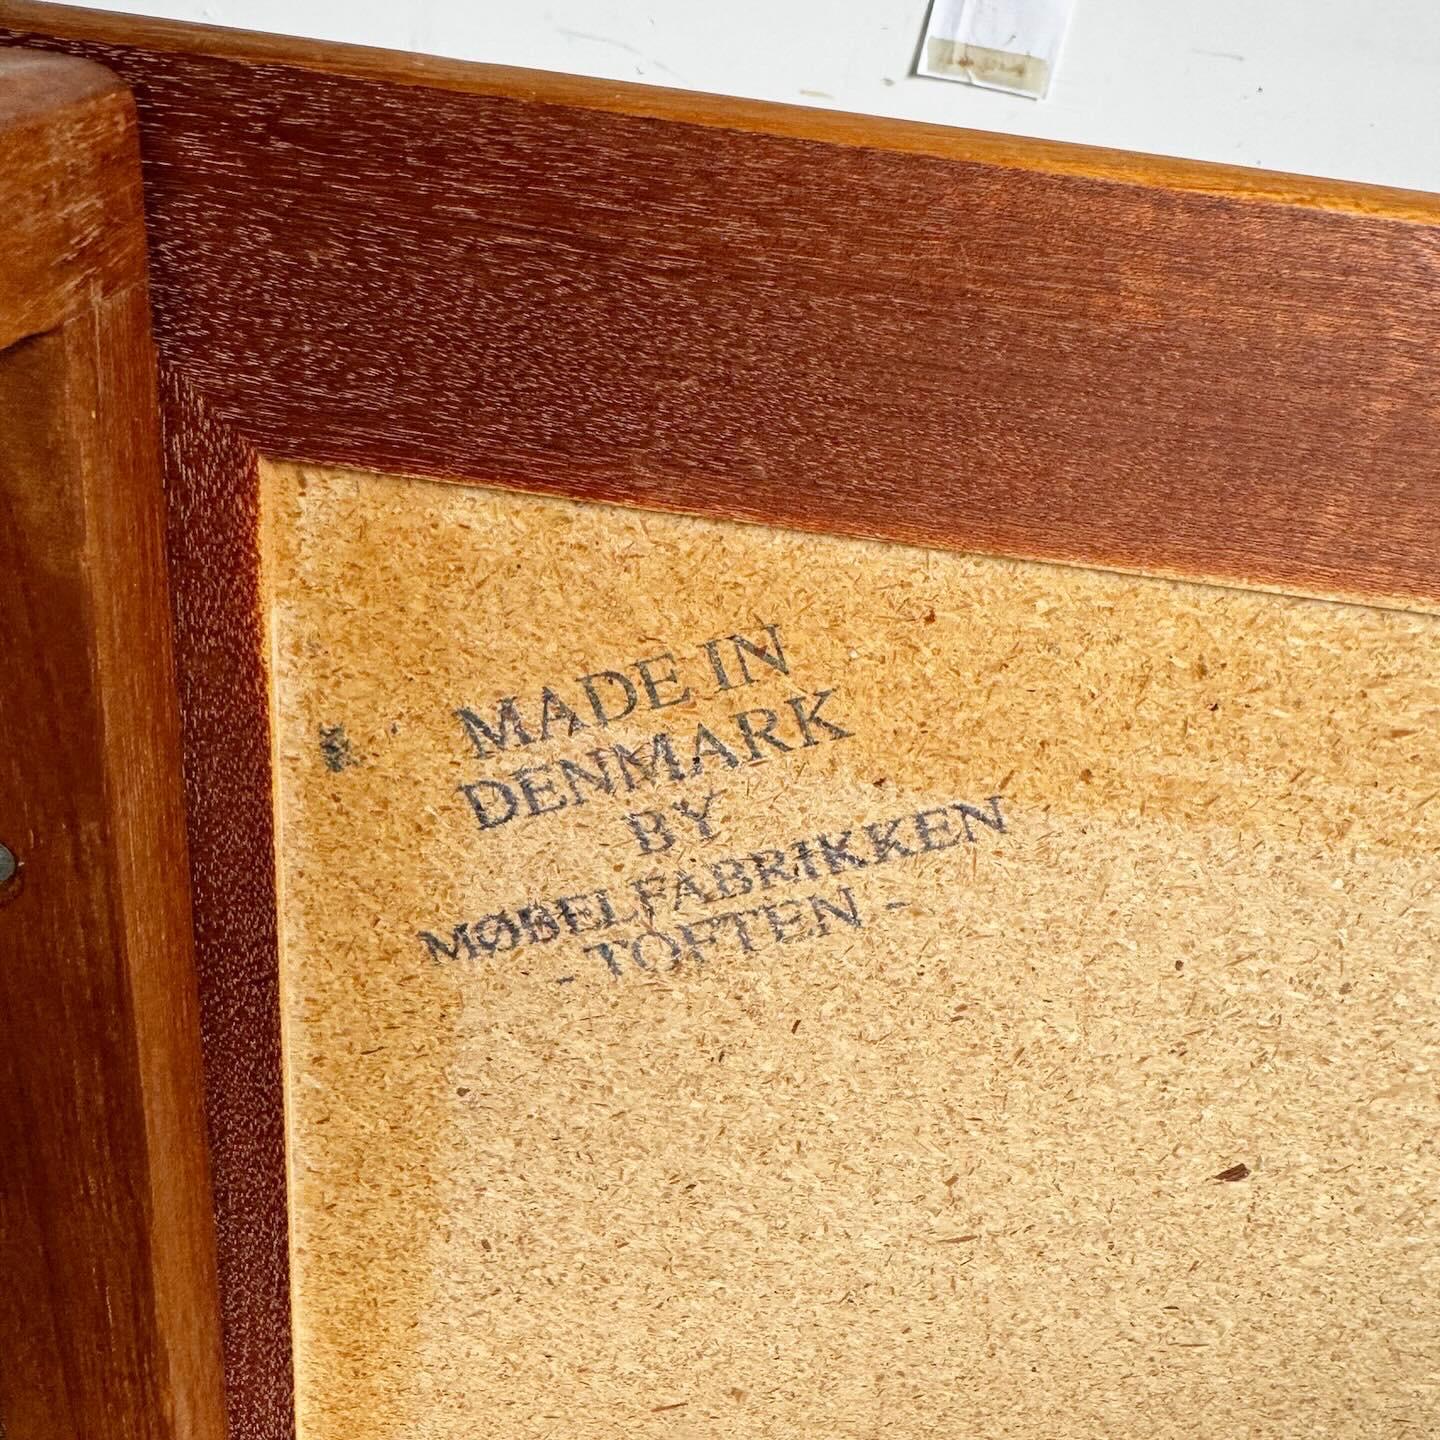 MADE IN
DENMARK
BY
MØBELFABRIKKEN
- TOFTEN -